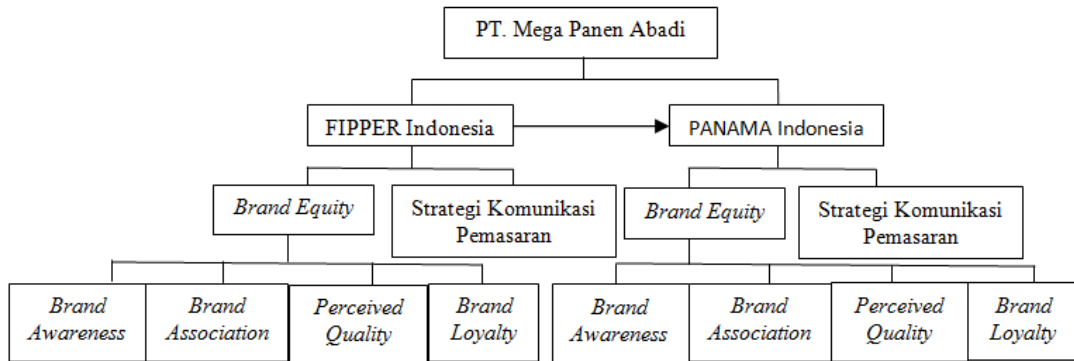 PT. Mega Panen Abadi
FIPPER Indonesia
PANAMA Indonesia
Brand Equity
Strategi Komunikasi
Pemasaran
Brand Equity
Strategi Komunikasi
Pemasaran
Brand
Awareness
Brand
Association
Perceived
Quality
Brand
Loyalty
Brand
Awareness
Brand
Association
Perceived
Quality
Brand
Loyalty